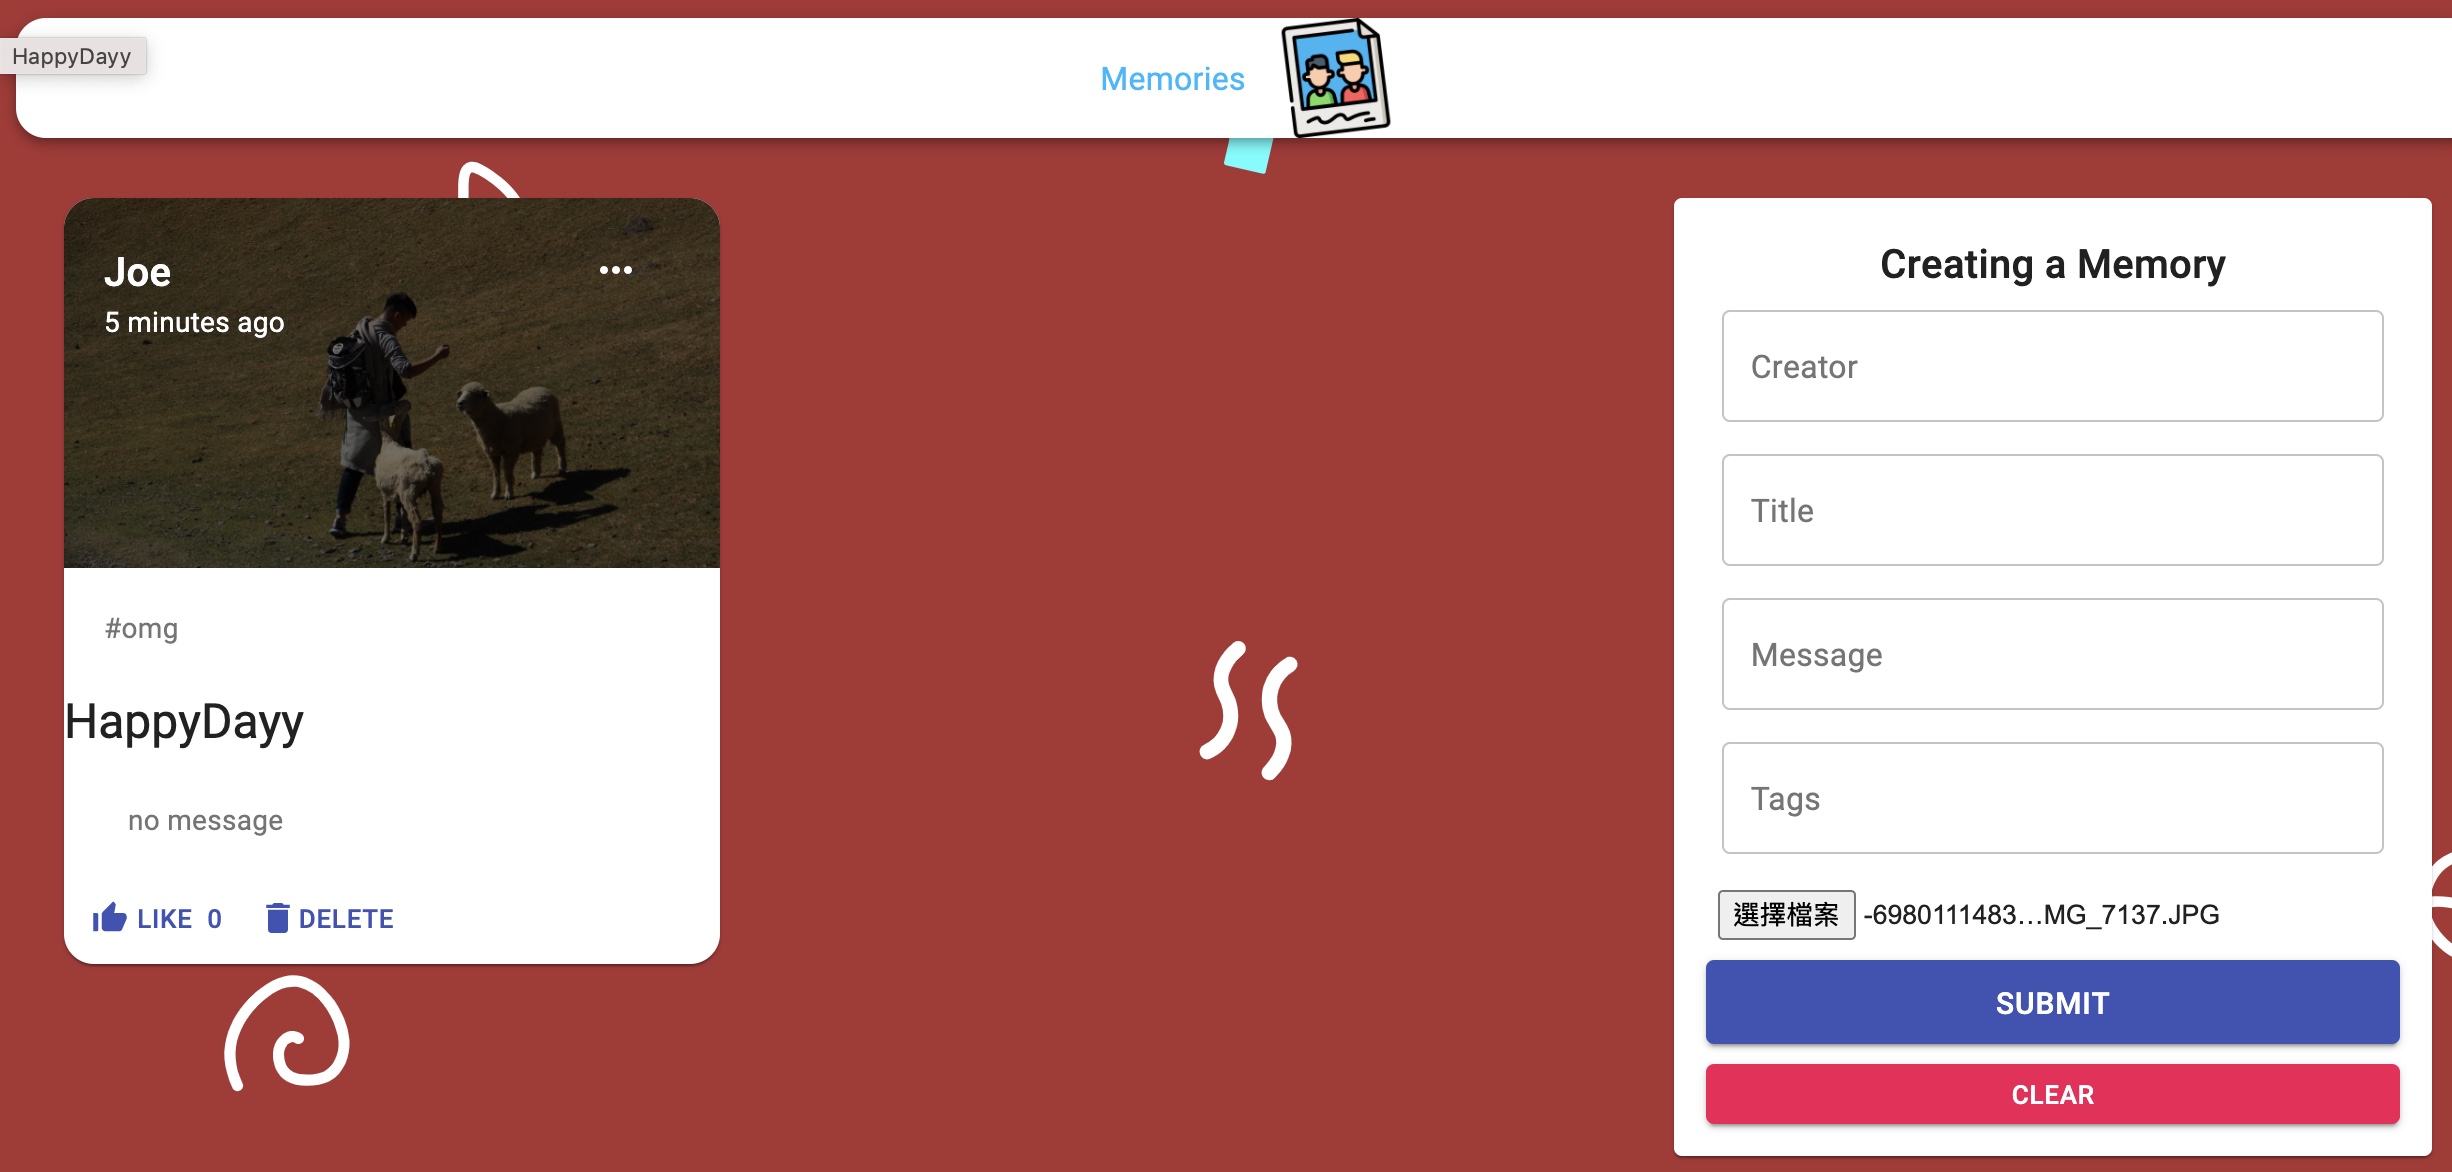 HappyDayy
Memories
Joe
5 minutes ago
#omg
HappyDayy
no message
LIKE 0 DELETE
Creating a Memory
Creator
Title
Message
Tags
選擇檔案 -6980111483…MG_7137.JPG
SUBMIT
CLEAR